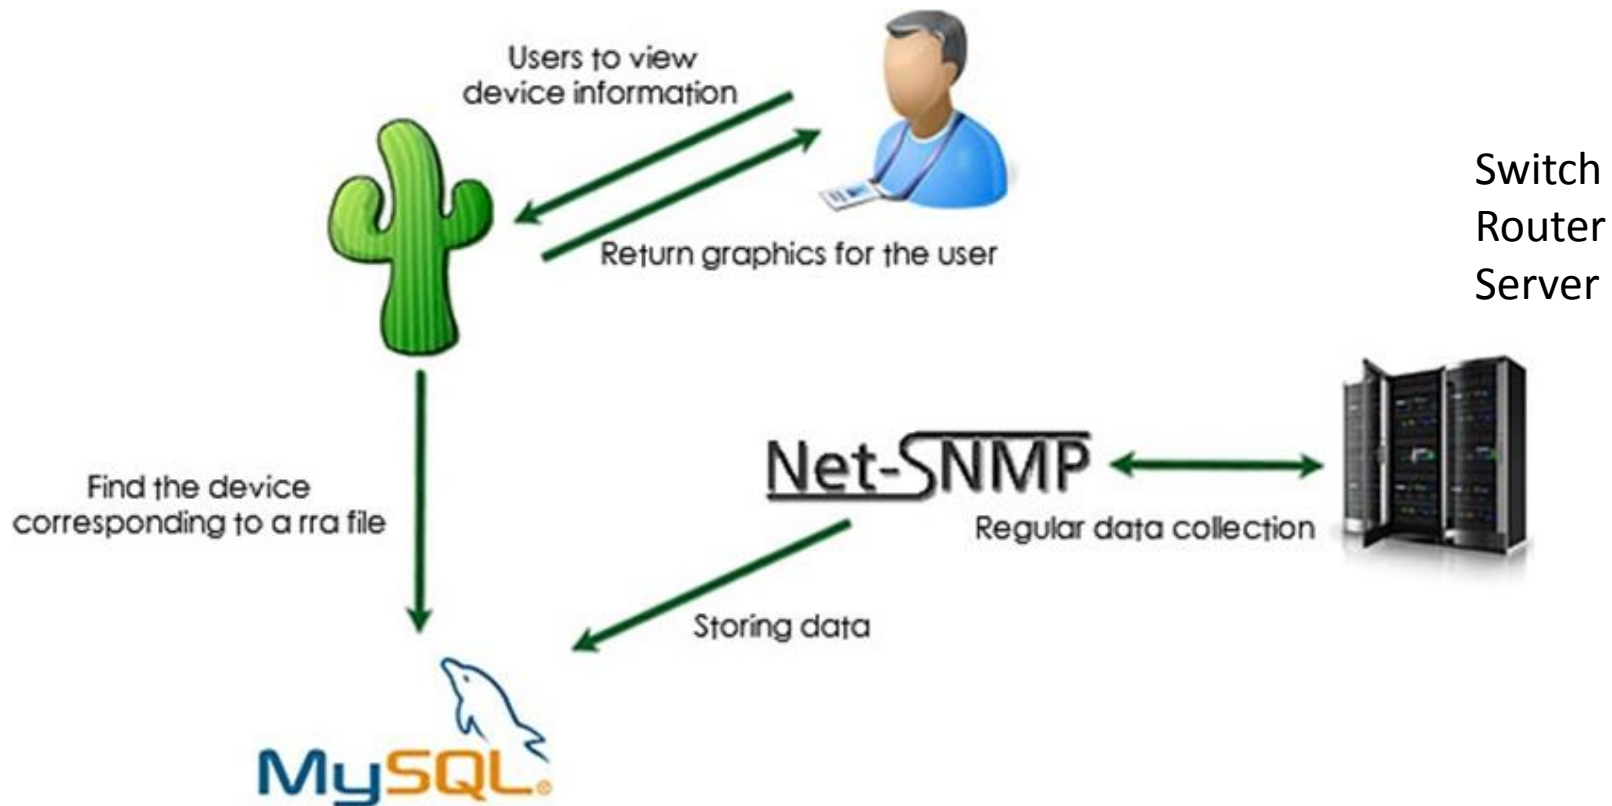 Users to view
device information
Return graphics for the user
Switch
Router
Server
Net-SNMP
Regular data collection
Find the device
corresponding to a rra file
Storing data
MySQL®